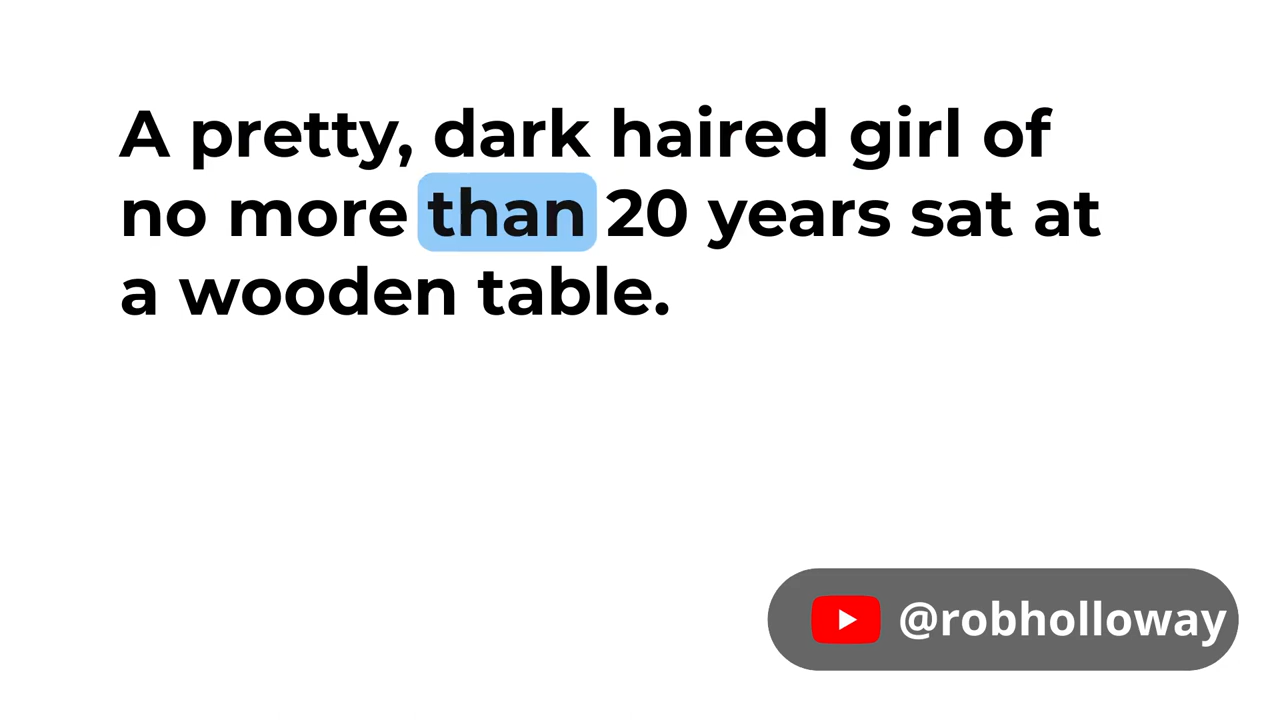 A pretty, dark haired girl of
no more than 20 years sat at
a wooden table.
@robholloway